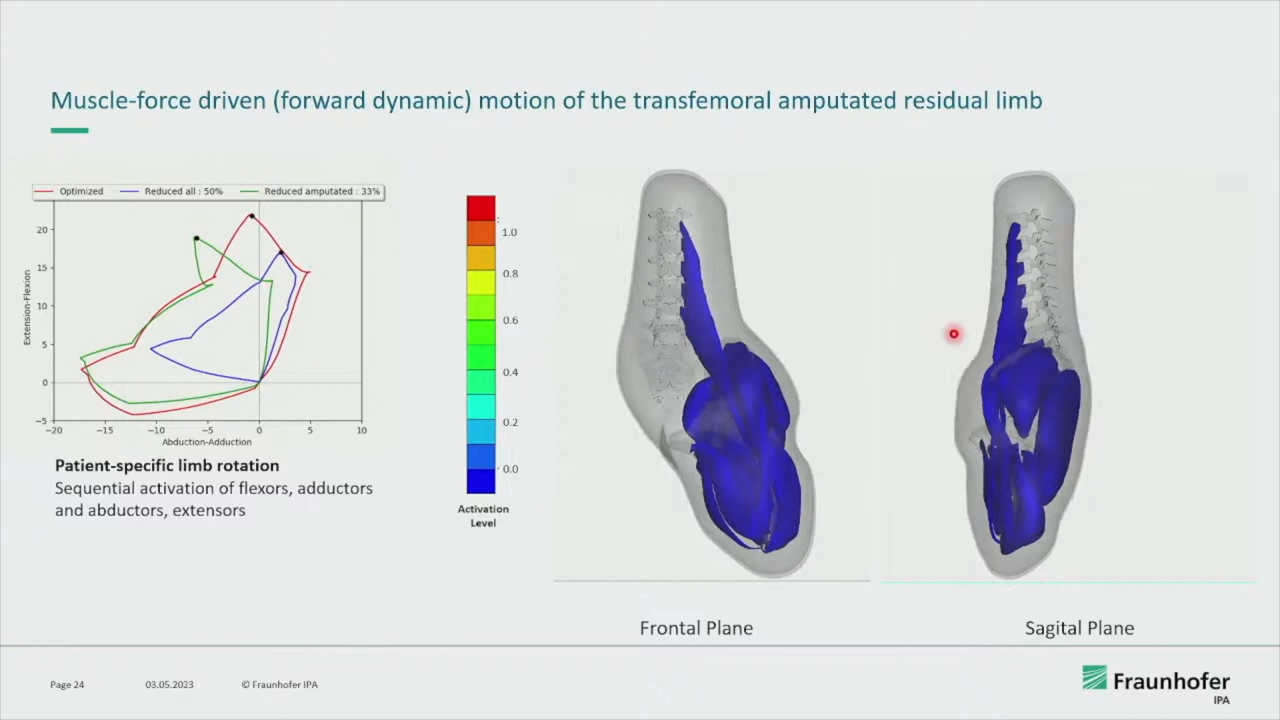 Muscle-force driven (forward dynamic) motion of the transfemoral amputated residual limb
Optimized Reduced all : 50% Reduced amputated : 33%
20
15
10
5
0
−5
−20 −15 −10 −5 0 5 10
Extension-Flexion
Abduction-Adduction
Patient-specific limb rotation
Sequential activation of flexors, adductors
and abductors, extensors
1.0
0.8
0.6
0.4
0.2
0.0
Activation
Level
Frontal Plane
Sagital Plane
Page 24 03.05.2023 © Fraunhofer IPA
Fraunhofer
IPA